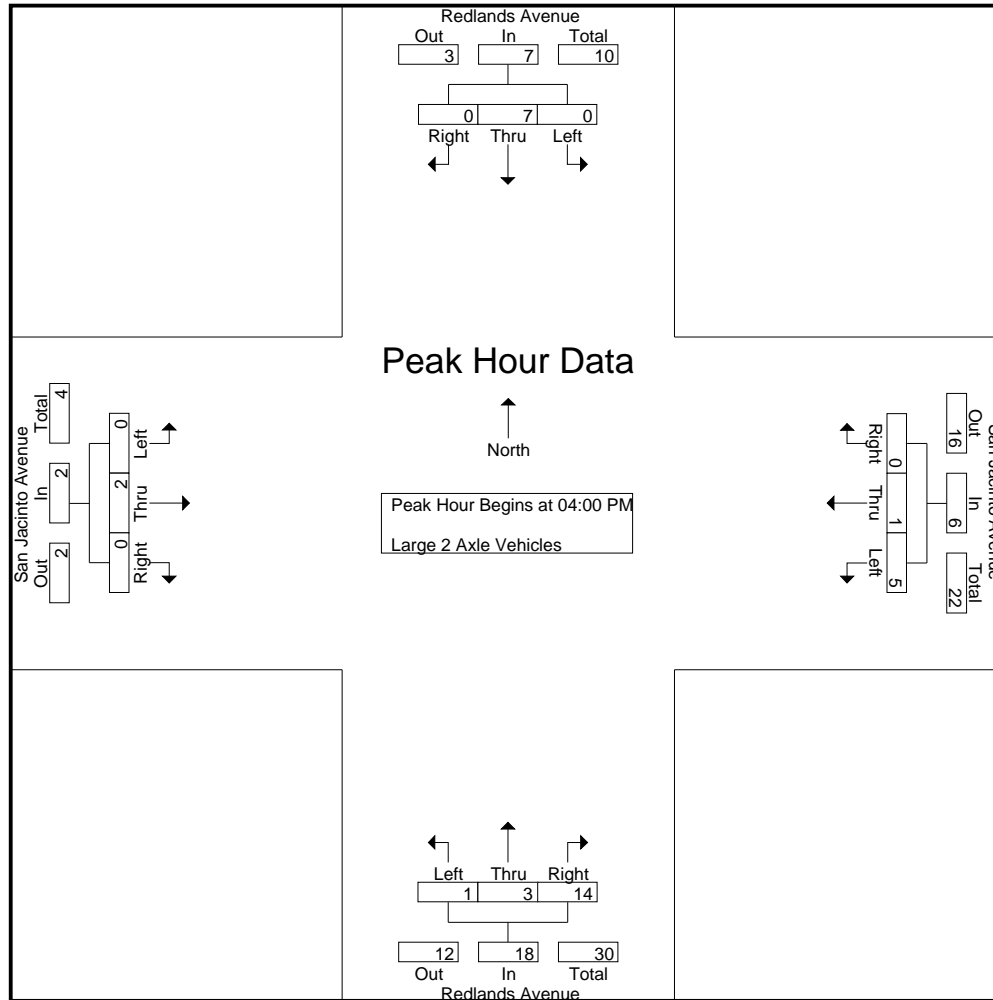 Redlands Avenue
Out In Total
3 7 10
0 7 0
Right Thru Left
Peak Hour Data
North
Peak Hour Begins at 04:00 PM
Large 2 Axle Vehicles
San Jacinto Avenue
Out In Total
2 2 4
0 2 0
Right Thru Left
San Jacinto Avenue
Out In Total
16 6 22
0 1 5
Right Thru Left
Left Thru Right
1 3 14
12 18 30
Out In Total
Redlands Avenue